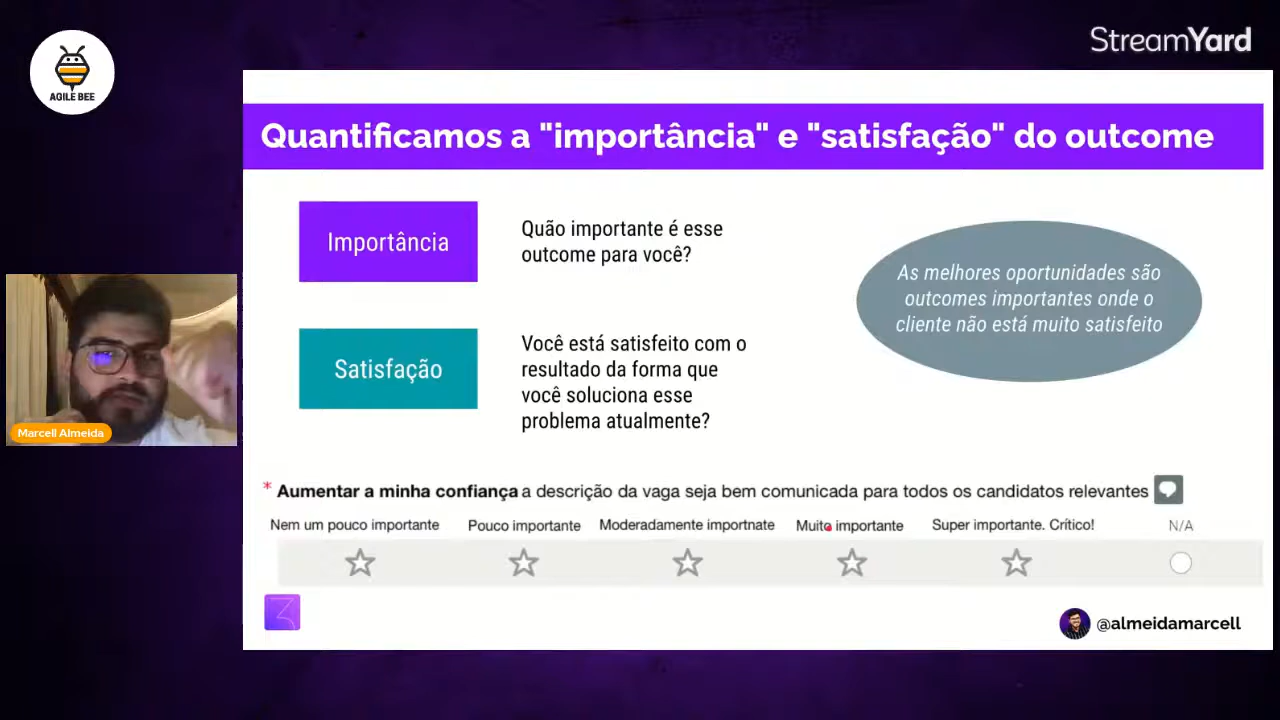 AGILE BEE
StreamYard
Quantificamos a "importância" e "satisfação" do outcome
Importância
Quão importante é esse
outcome para você?
Satisfação
Você está satisfeito com o
resultado da forma que
você soluciona esse
problema atualmente?
As melhores oportunidades são
outcomes importantes onde o
cliente não está muito satisfeito
Marcell Almeida
* Aumentar a minha confiança a descrição da vaga seja bem comunicada para todos os candidatos relevantes
Nem um pouco importante Pouco importante Moderadamente importnate Muito importante Super importante. Crítico! N/A
@almeidamarcell